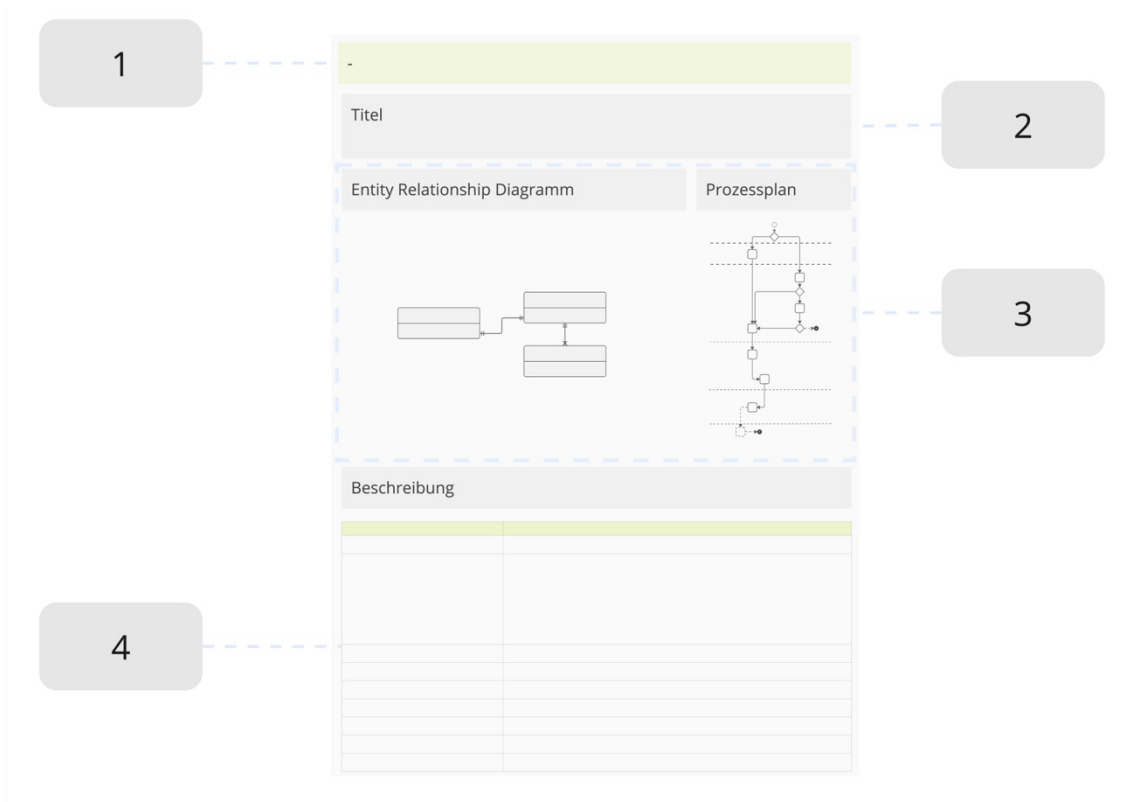 1
-
Titel
2
Entity Relationship Diagramm
Prozessplan
3
Beschreibung
4